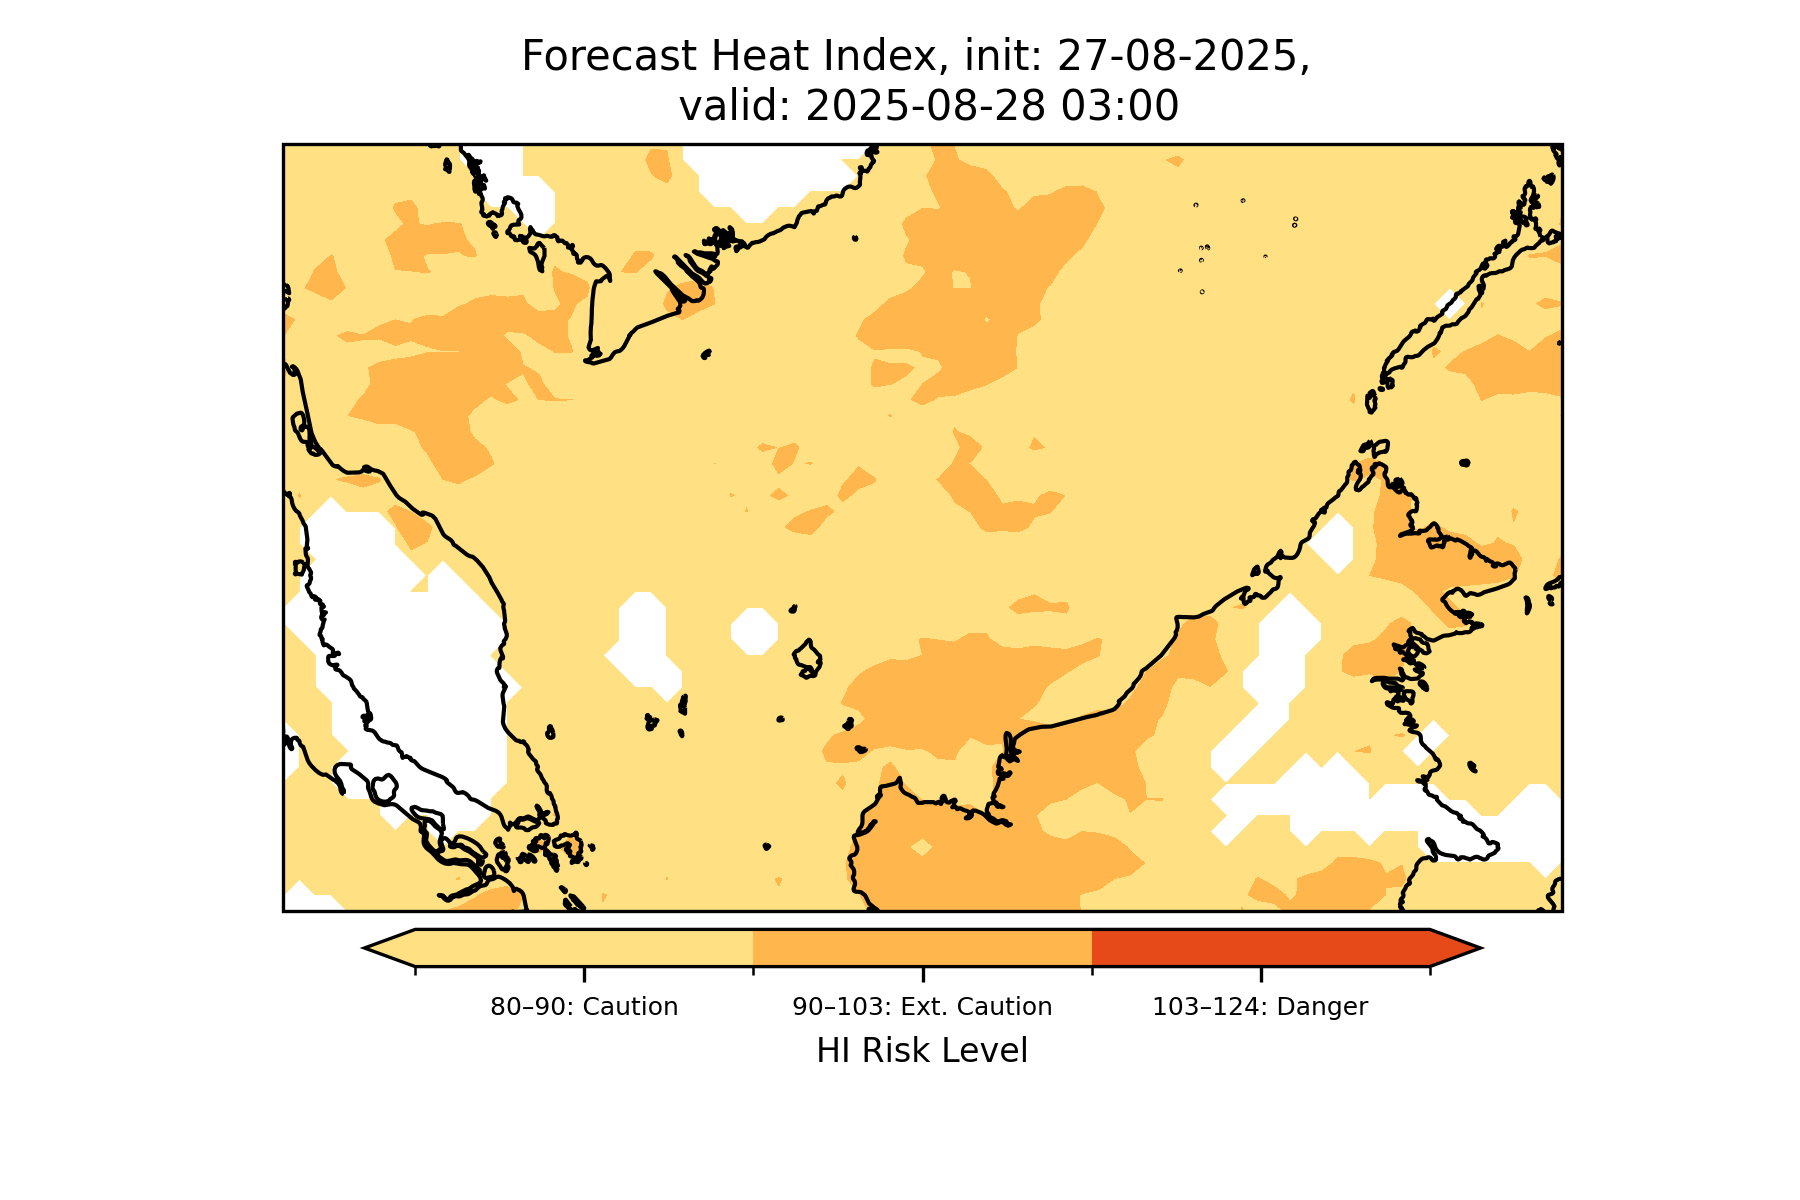 Forecast Heat Index, init: 27-08-2025,
valid: 2025-08-28 03:00
80–90: Caution
90–103: Ext. Caution
103–124: Danger
HI Risk Level